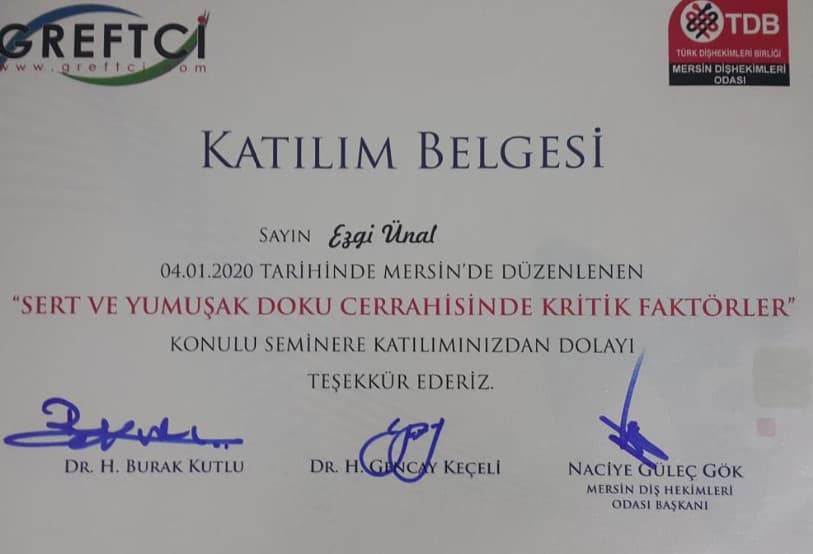 GREFTCİ
www.greftci.com
TDB
TÜRK DİŞHEKİMLERİ BİRLİĞİ
MERSİN DİŞHEKİMLERİ
ODASI
KATILIM BELGESİ
SAYIN Ezgi Ünal
04.01.2020 TARİHİNDE MERSİN'DE DÜZENLENEN
“SERT VE YUMUŞAK DOKU CERRAHİSİNDE KRİTİK FAKTÖRLER”
KONULU SEMİNERE KATILIMINIZDAN DOLAYI
TEŞEKKÜR EDERİZ.
DR. H. BURAK KUTLU
DR. H. GENCAY KEÇELİ
NACİYE GÜLEÇ GÖK
MERSİN DİŞ HEKİMLERİ
ODASI BAŞKANI